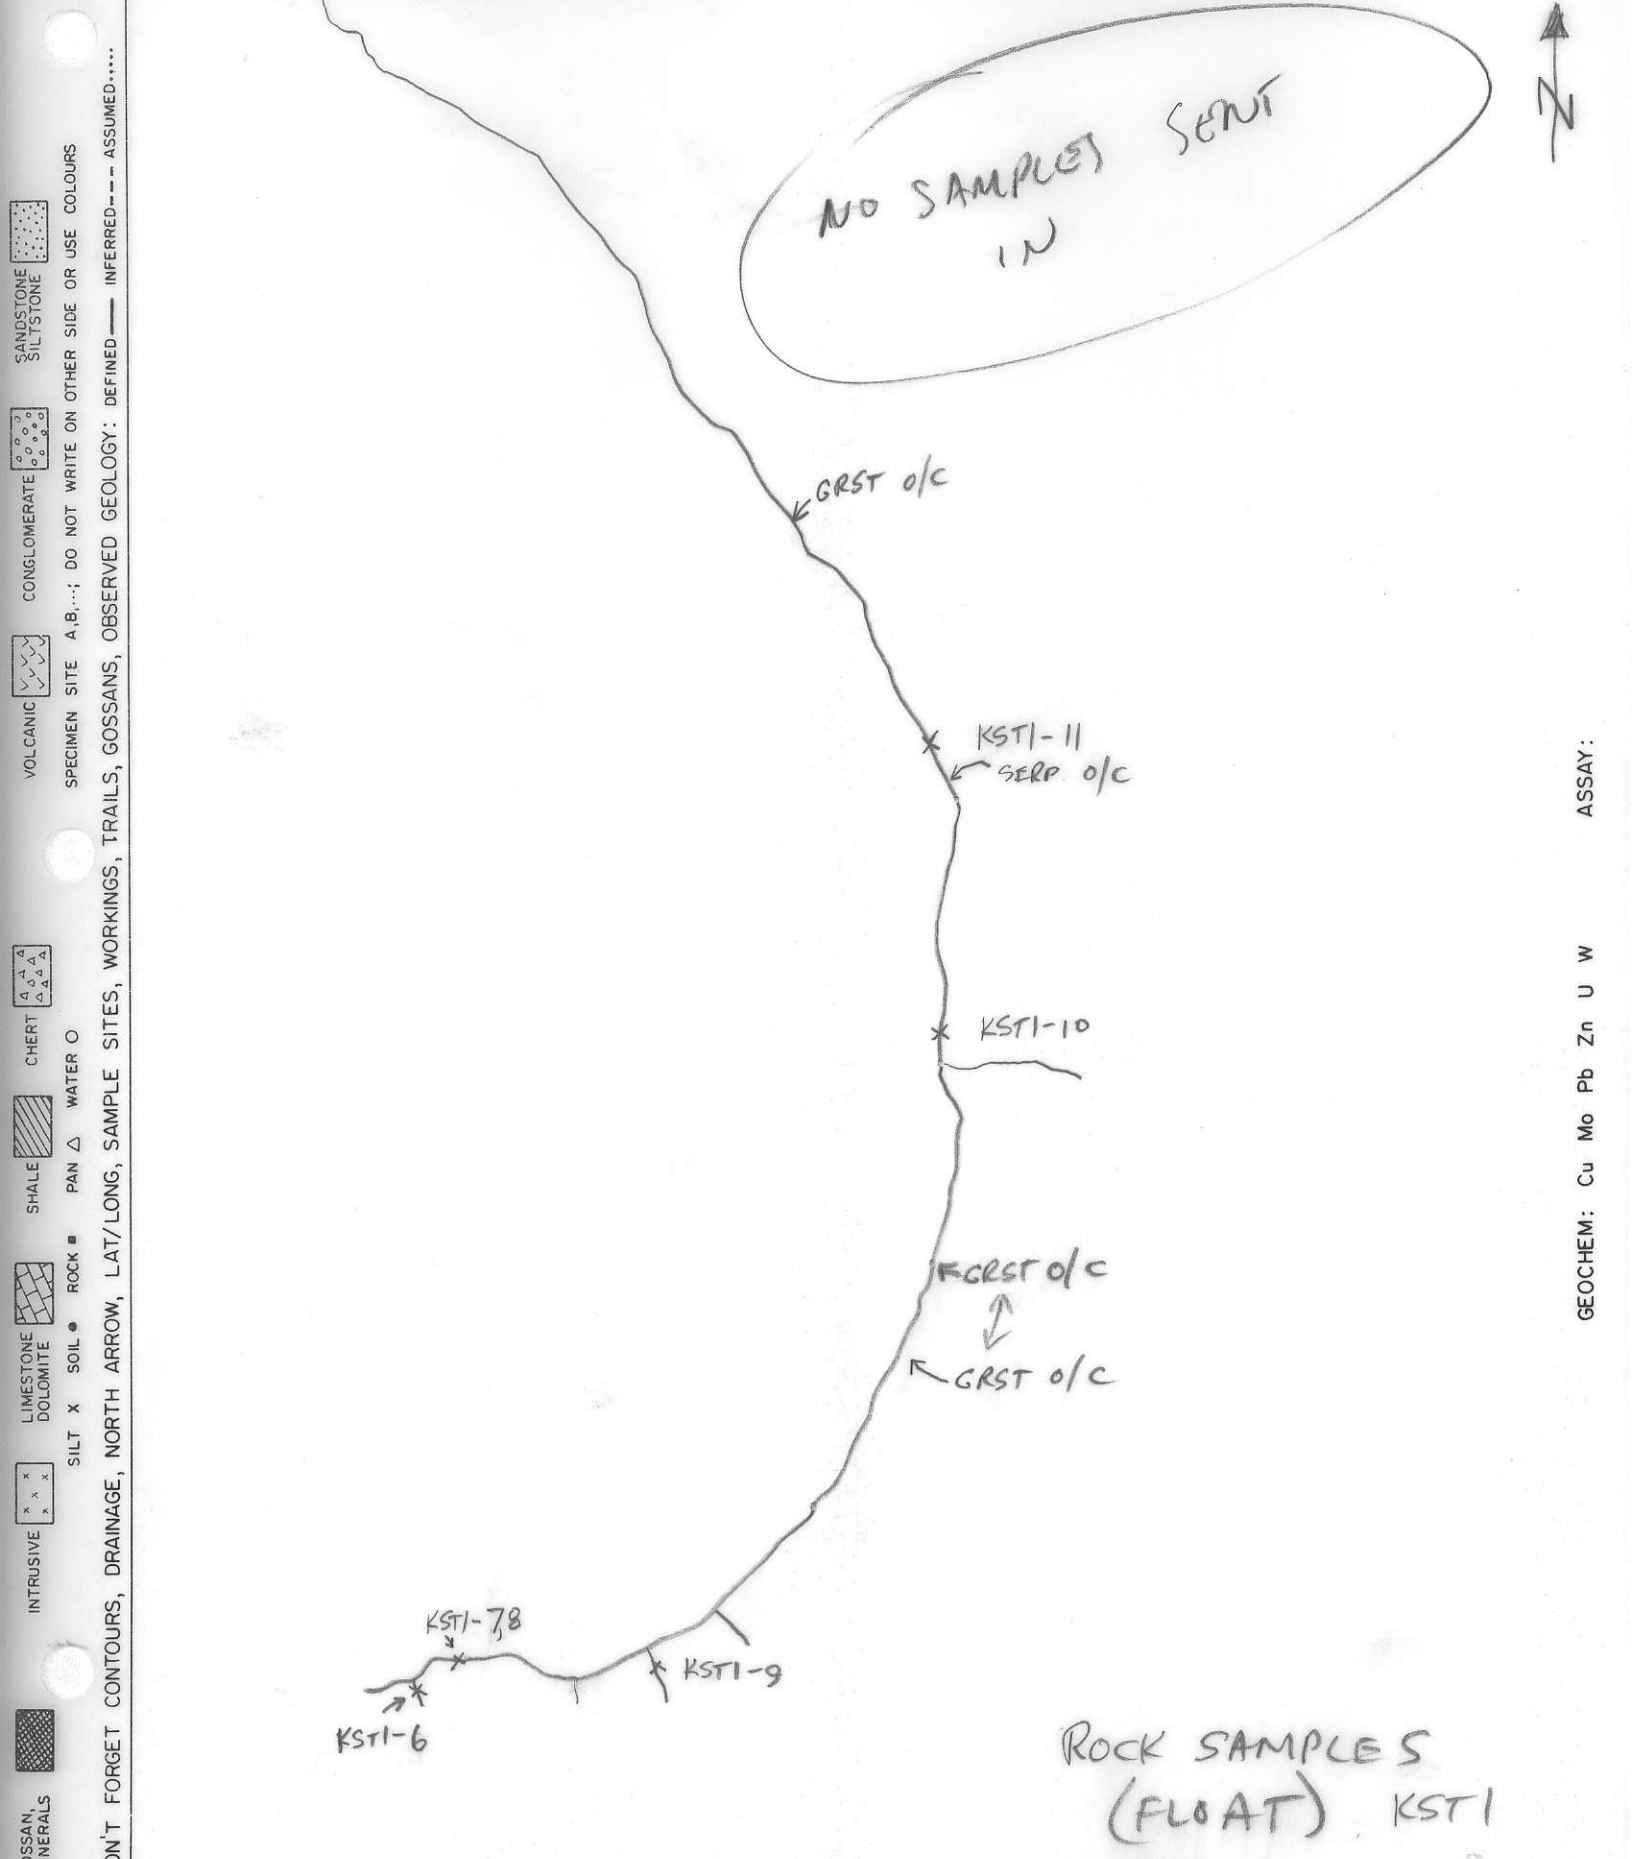 NO SAMPLES SENT
IN
N
GRST O/C
KST1-11
SERP. O/C
KST1-10
GRST O/C
GRST O/C
KST1-7,8
KST1-9
KST1-6
ROCK SAMPLES
(FLOAT) KST1
OSSAN,
NERALS
INTRUSIVE
LIMESTONE
DOLOMITE
SHALE
CHERT
VOLCANIC
CONGLOMERATE
SANDSTONE
SILTSTONE
SILT X SOIL ● ROCK ■ PAN △ WATER ○
SPECIMEN SITE A,B,...; DO NOT WRITE ON OTHER SIDE OR USE COLOURS
ON'T FORGET CONTOURS, DRAINAGE, NORTH ARROW, LAT/LONG, SAMPLE SITES, WORKINGS, TRAILS, GOSSANS, OBSERVED GEOLOGY: DEFINED—— INFERRED---- ASSUMED....
GEOCHEM: Cu Mo Pb Zn U W ASSAY: